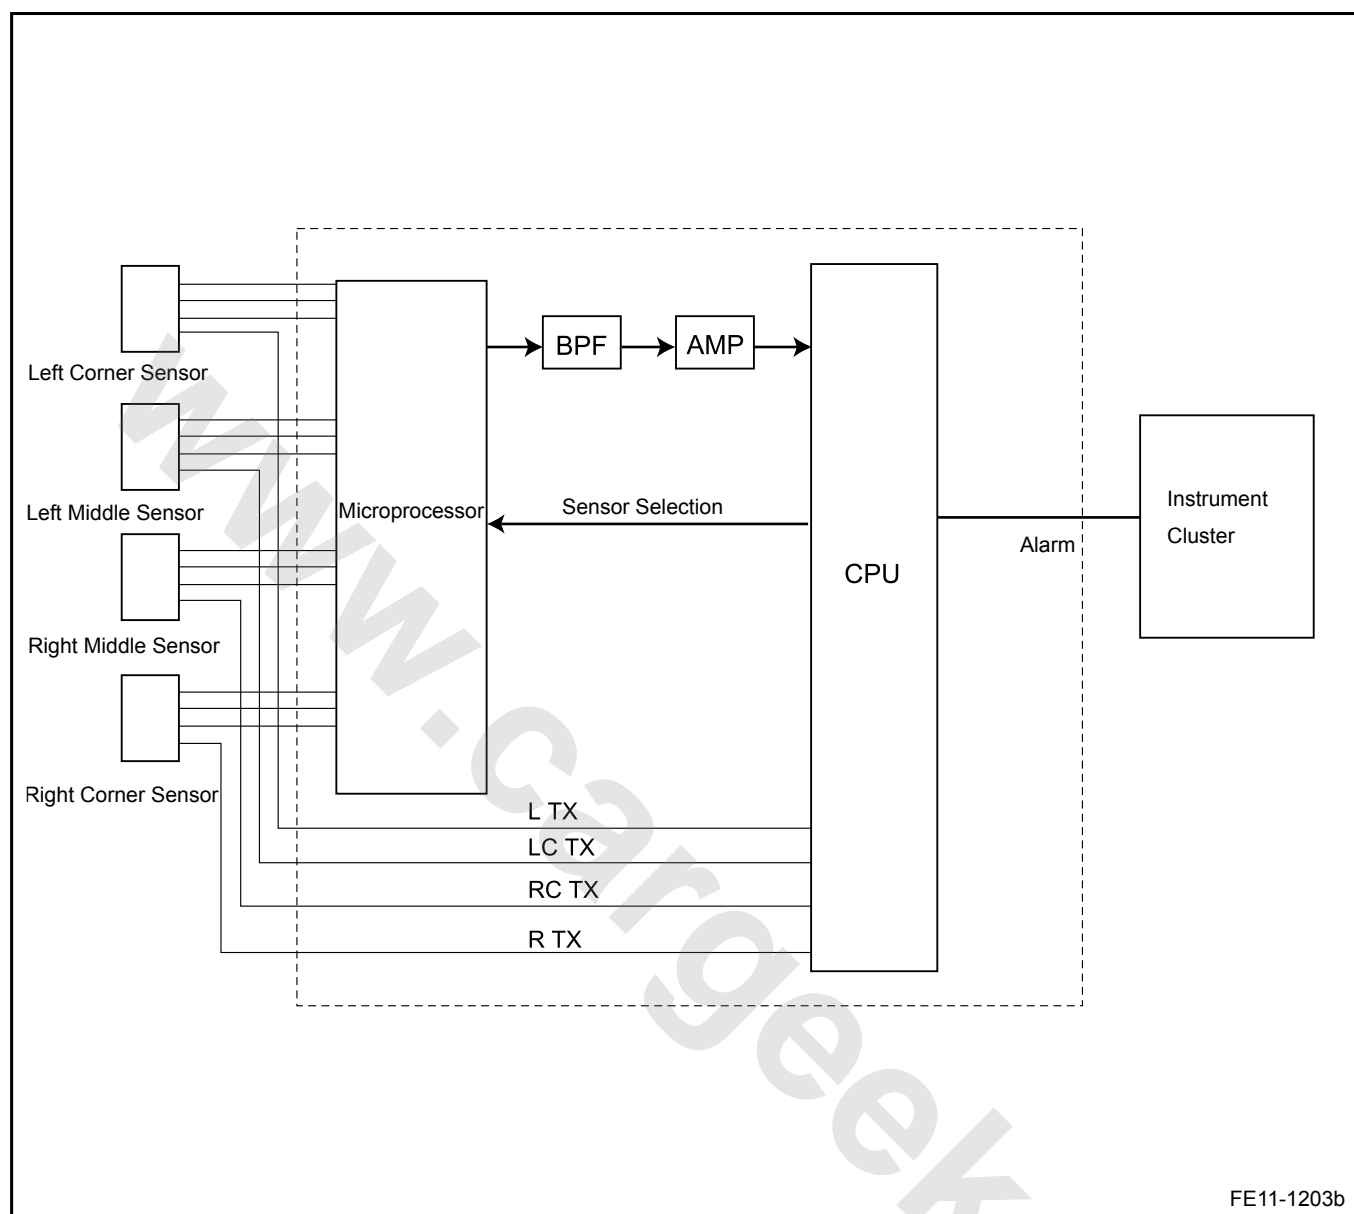 BPF
AMP
Left Corner Sensor
Left Middle Sensor
Microprocessor
Sensor Selection
Instrument
Cluster
Alarm
CPU
Right Middle Sensor
Right Corner Sensor
L TX
LC TX
RC TX
R TX
www.cargeek
FE11-1203b